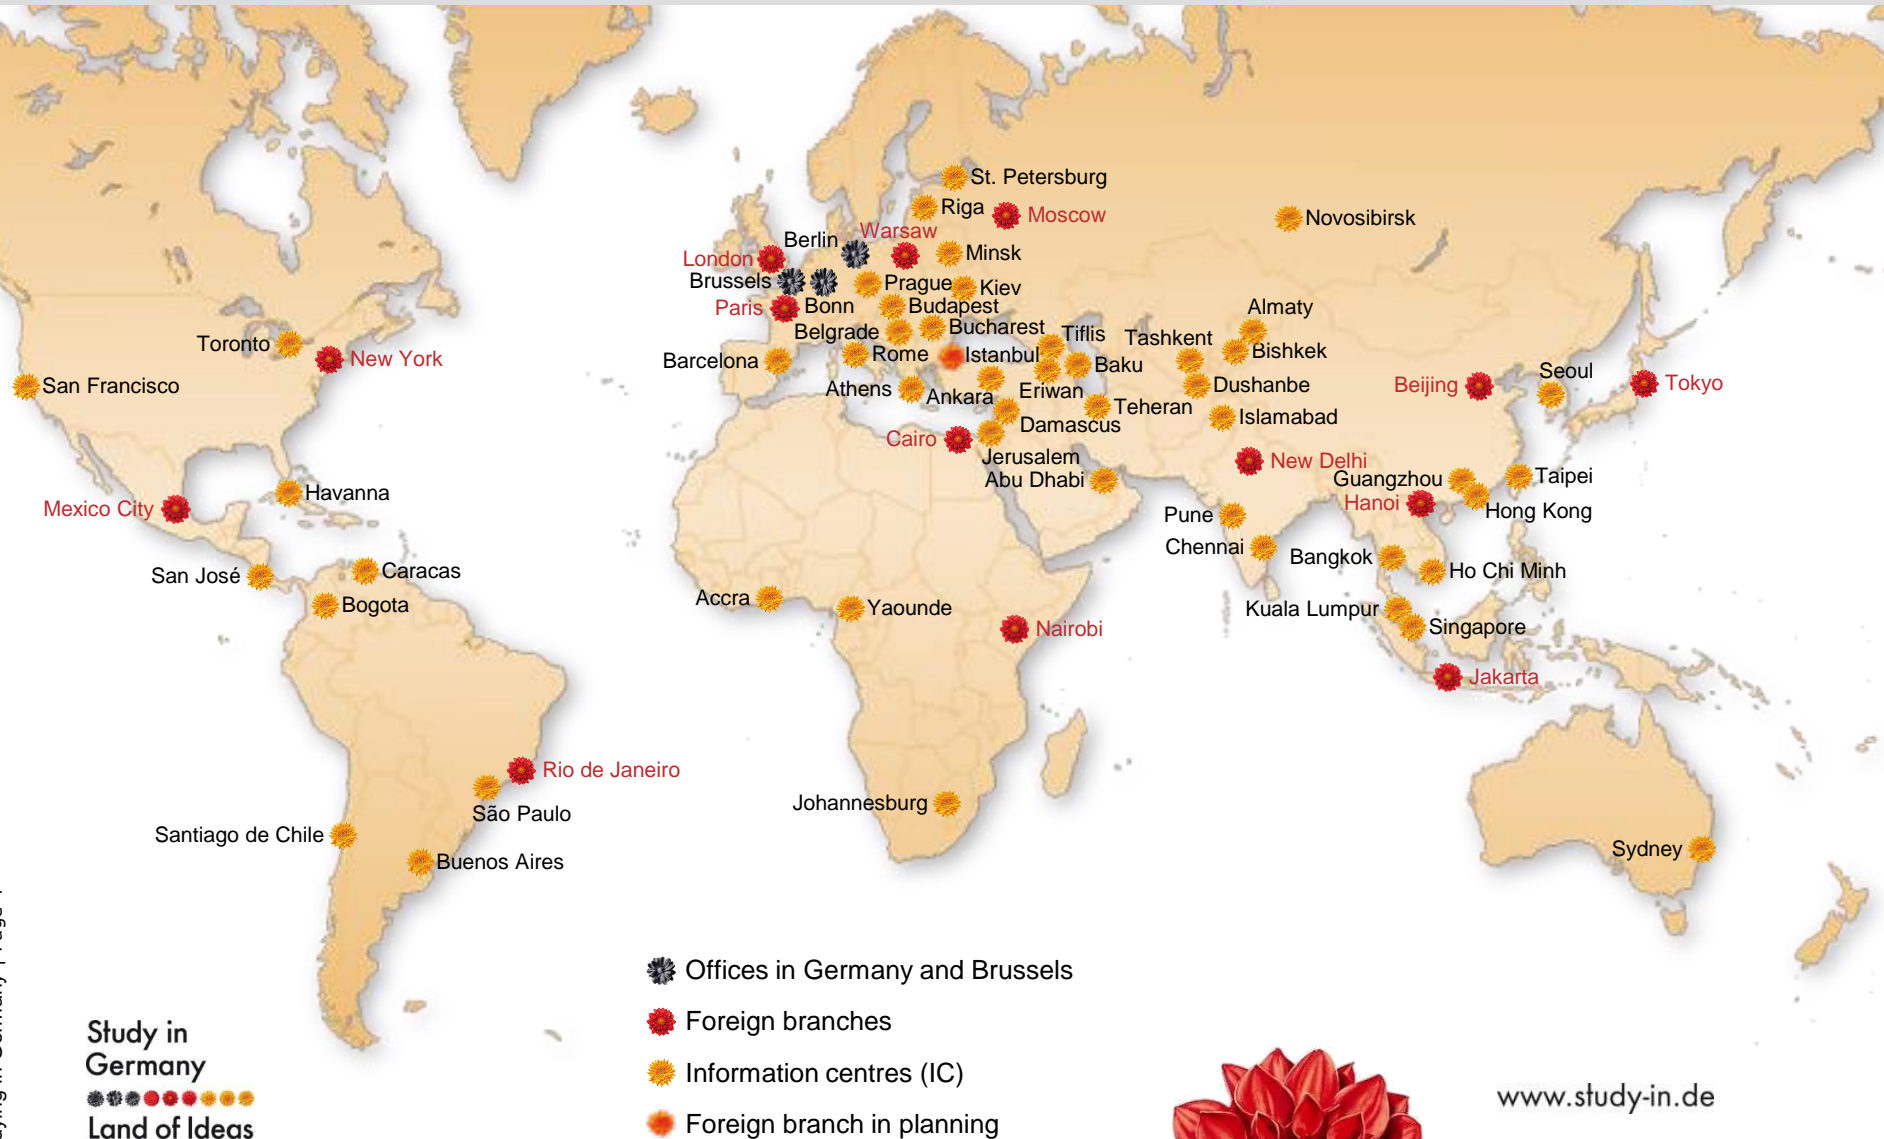 St. Petersburg
Riga
Moscow
Novosibirsk
Warsaw
Berlin
London
Minsk
Brussels
Prague
Kiev
Paris
Bonn
Budapest
Almaty
Belgrade
Bucharest
Tiflis
Tashkent
Toronto
New York
Barcelona
Rome
Istanbul
Baku
Bishkek
San Francisco
Athens
Ankara
Eriwan
Dushanbe
Beijing
Seoul
Tokyo
Teheran
Islamabad
Damascus
Cairo
Jerusalem
New Delhi
Abu Dhabi
Guangzhou
Taipei
Havanna
Mexico City
Hanoi
Hong Kong
Pune
Chennai
Bangkok
Ho Chi Minh
San José
Caracas
Bogota
Accra
Yaounde
Nairobi
Kuala Lumpur
Singapore
Jakarta
Rio de Janeiro
São Paulo
Johannesburg
Santiago de Chile
Buenos Aires
Sydney
Offices in Germany and Brussels
Foreign branches
Information centres (IC)
Foreign branch in planning
Study in
Germany
Land of Ideas
www.study-in.de